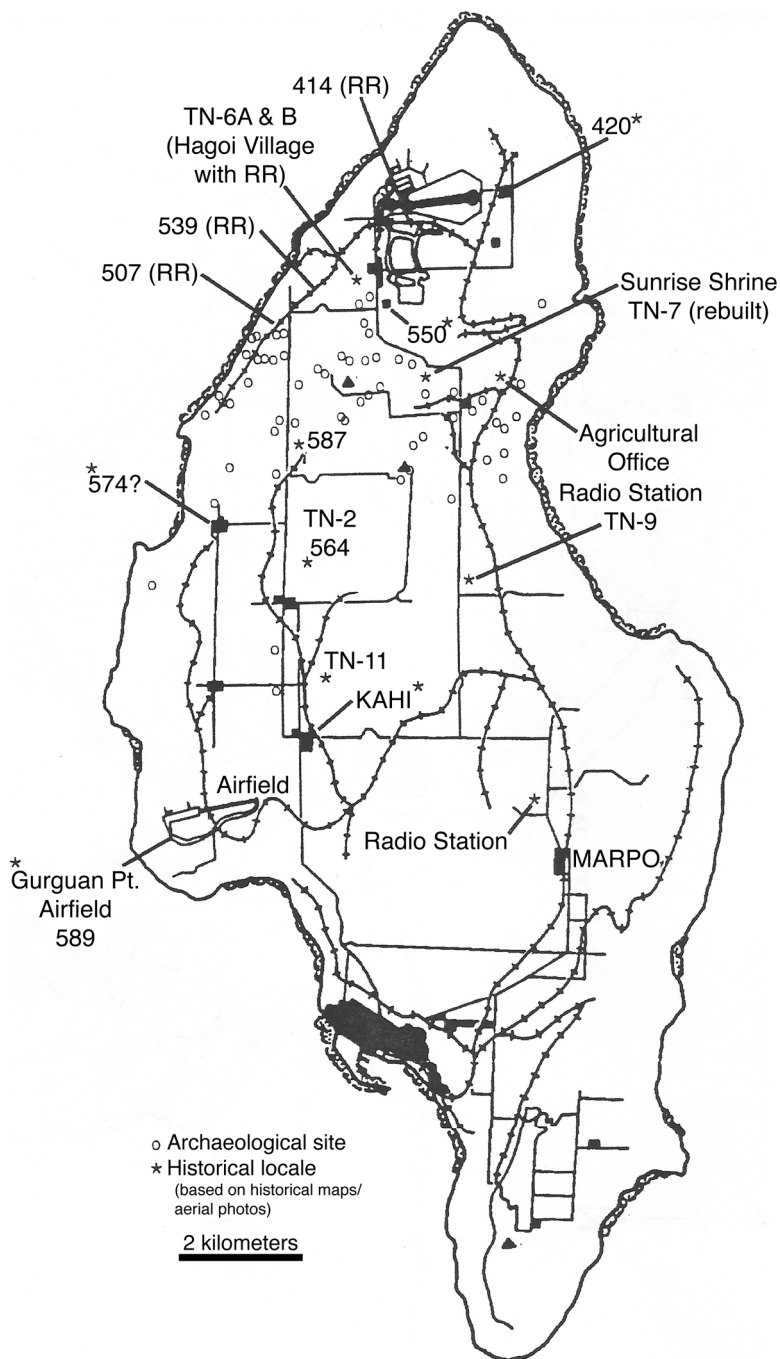 414 (RR)
TN-6A & B
(Hagoi Village
with RR)
420*
539 (RR)
507 (RR)
Sunrise Shrine
TN-7 (rebuilt)
550*
Agricultural
Office
587
*574?
Radio Station
TN-9
TN-2
564
TN-11
KAHI*
Airfield
Radio Station
MARPO
*Gurguan Pt.
Airfield
589
o Archaeological site
* Historical locale
(based on historical maps/
aerial photos)
2 kilometers